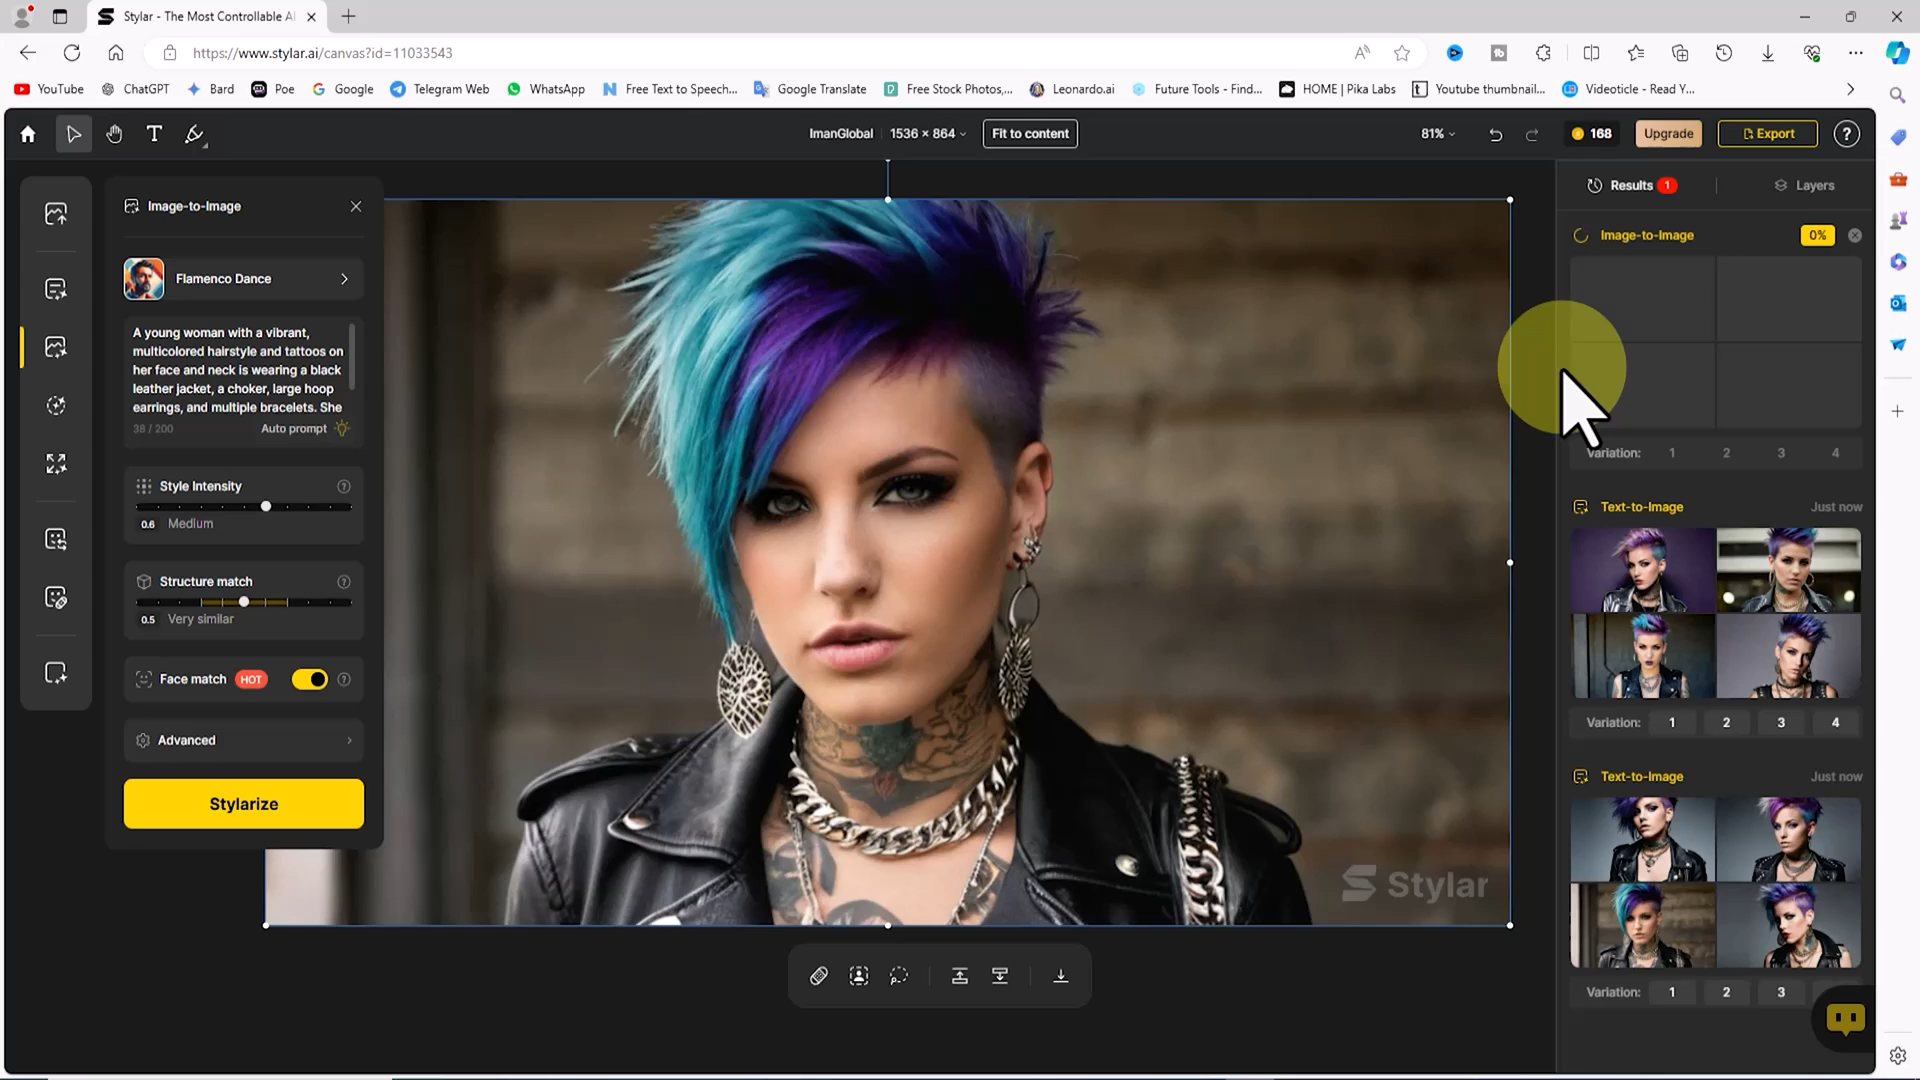 Stylar - The Most Controllable AI
https://www.stylar.ai/canvas?id=11033543
YouTube
ChatGPT
Bard
Poe
Google
Telegram Web
WhatsApp
Free Text to Speech...
Google Translate
Free Stock Photos,...
Leonardo.ai
Future Tools - Find...
HOME | Pika Labs
Youtube thumbnail...
Videoticle - Read Y...
ImanGlobal
1536 × 864
Fit to content
81%
168
Upgrade
Export
?
Image-to-Image
Flamenco Dance
A young woman with a vibrant,
multicolored hairstyle and tattoos on
her face and neck is wearing a black
leather jacket, a choker, large hoop
earrings, and multiple bracelets. She
38 / 200
Auto prompt
Style Intensity
?
0.6 Medium
Structure match
?
0.5 Very similar
Face match HOT
?
Advanced
Stylarize
Stylar
Results 1
Layers
Image-to-Image
0%
Variation: 1 2 3 4
Text-to-Image
Just now
Variation: 1 2 3 4
Text-to-Image
Just now
Variation: 1 2 3